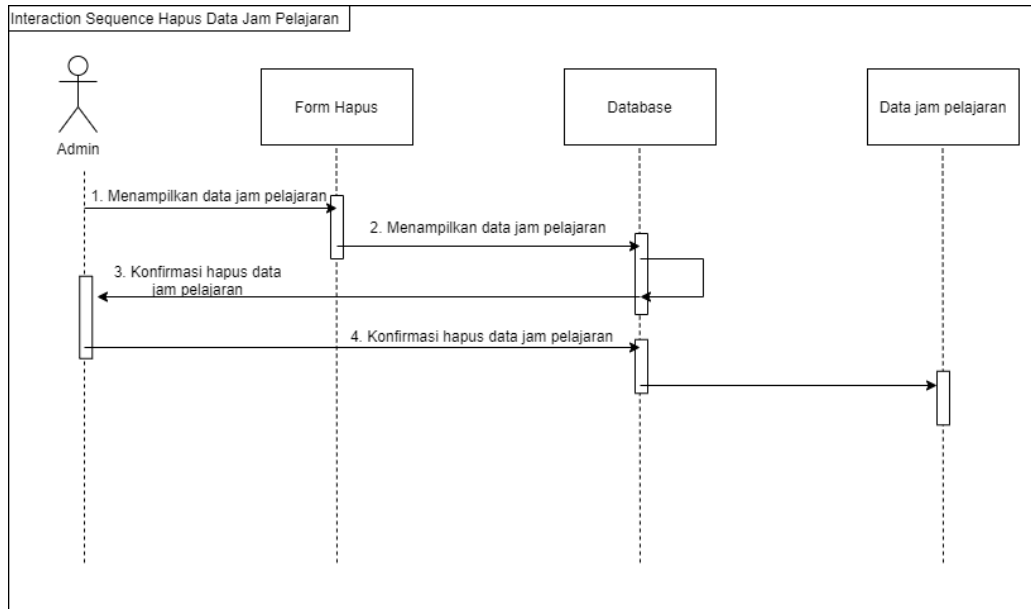 Interaction Sequence Hapus Data Jam Pelajaran
Admin
Form Hapus
Database
Data jam pelajaran
1. Menampilkan data jam pelajaran
2. Menampilkan data jam pelajaran
3. Konfirmasi hapus data
jam pelajaran
4. Konfirmasi hapus data jam pelajaran